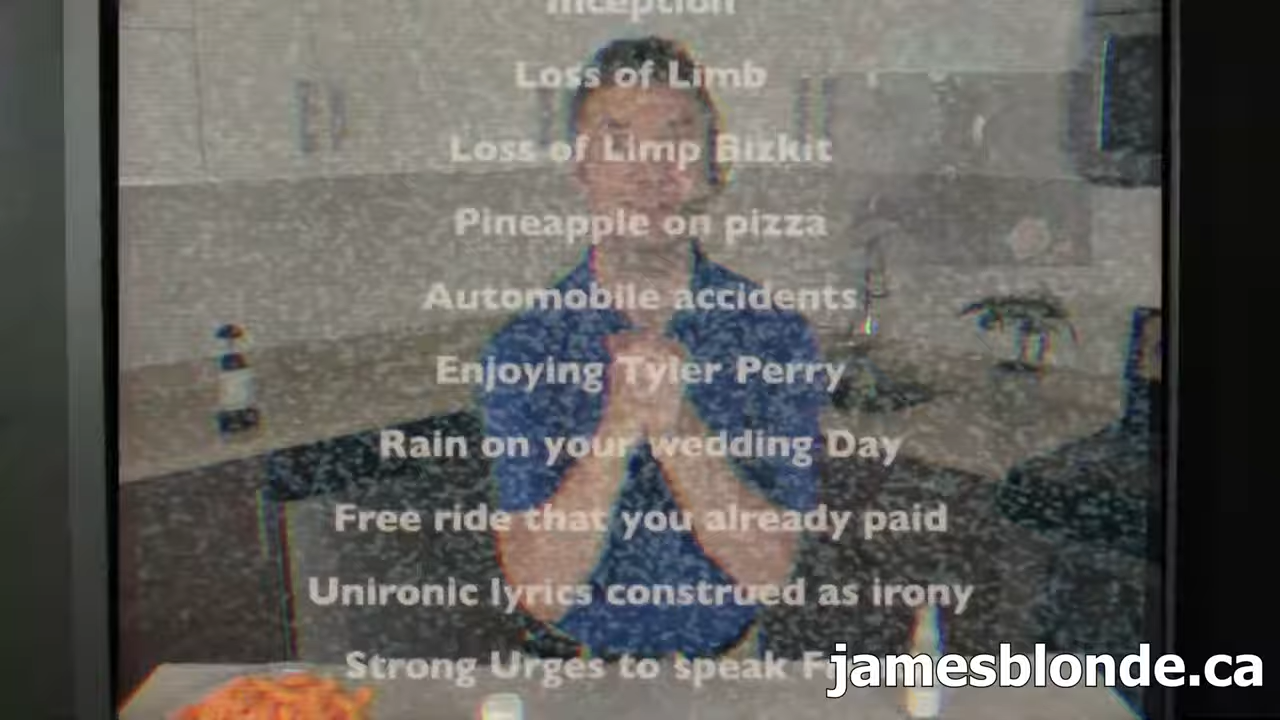 Inception
Loss of Limb
Loss of Limp Bizkit
Pineapple on pizza
Automobile accidents
Enjoying Tyler Perry
Rain on your wedding Day
Free ride that you already paid
Unironic lyrics construed as irony
Strong Urges to speak
jamesblonde.ca